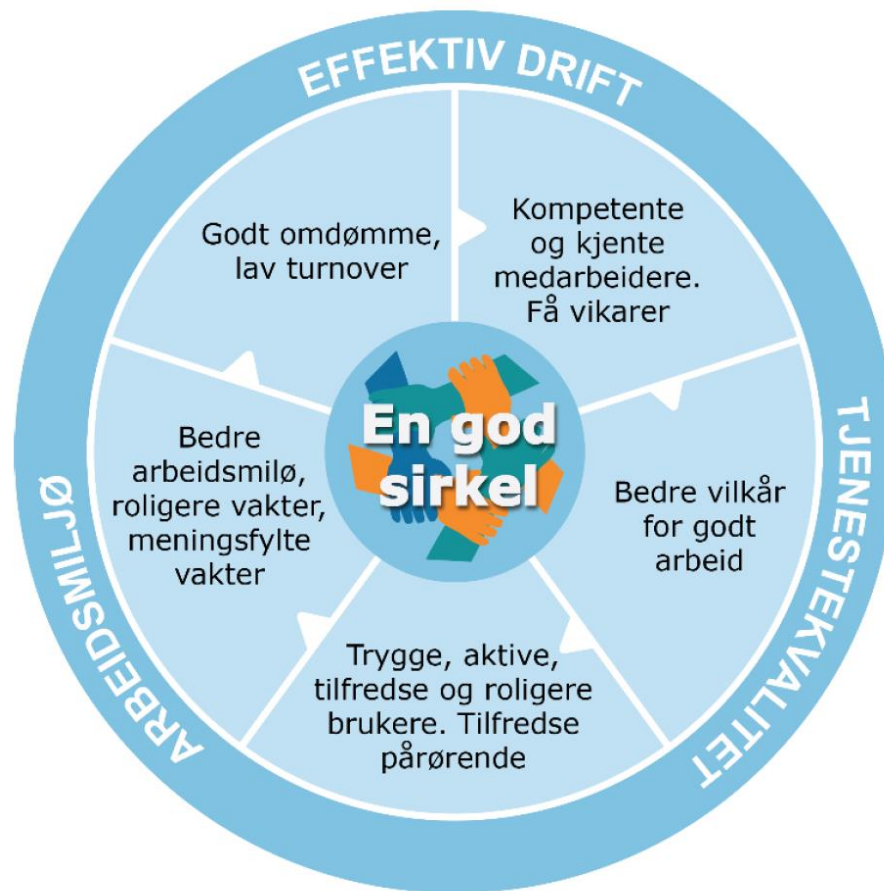 EFFEKTIV DRIFT
Kompetente
og kjente
medarbeidere.
Få vikarer
TJENESTEKVALITET
Bedre vilkår
for godt
arbeid
Trygge, aktive,
tilfredse og roligere
brukere. Tilfredse
pårørende
ARBEIDSMILJØ
Bedre
arbeidsmilø,
roligere vakter,
meningsfylte
vakter
Godt omdømme,
lav turnover
En god
sirkel